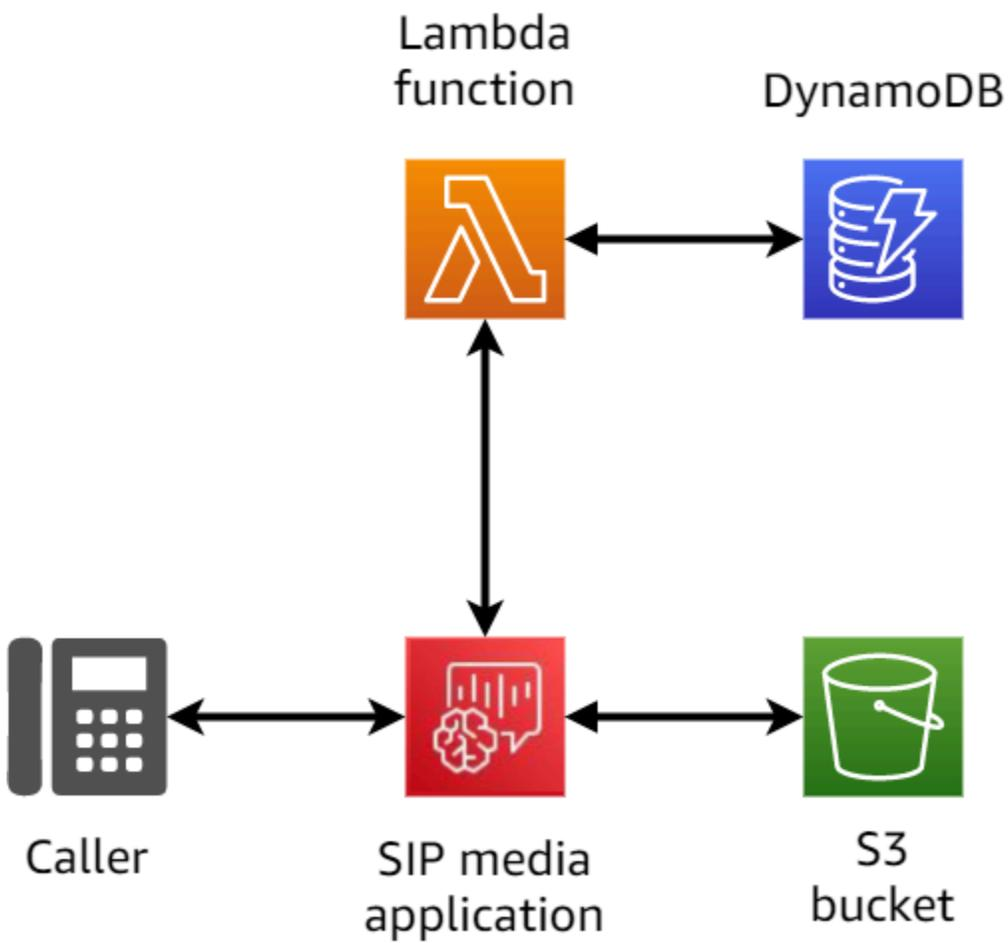 Lambda
function
DynamoDB
Caller
SIP media
application
S3
bucket